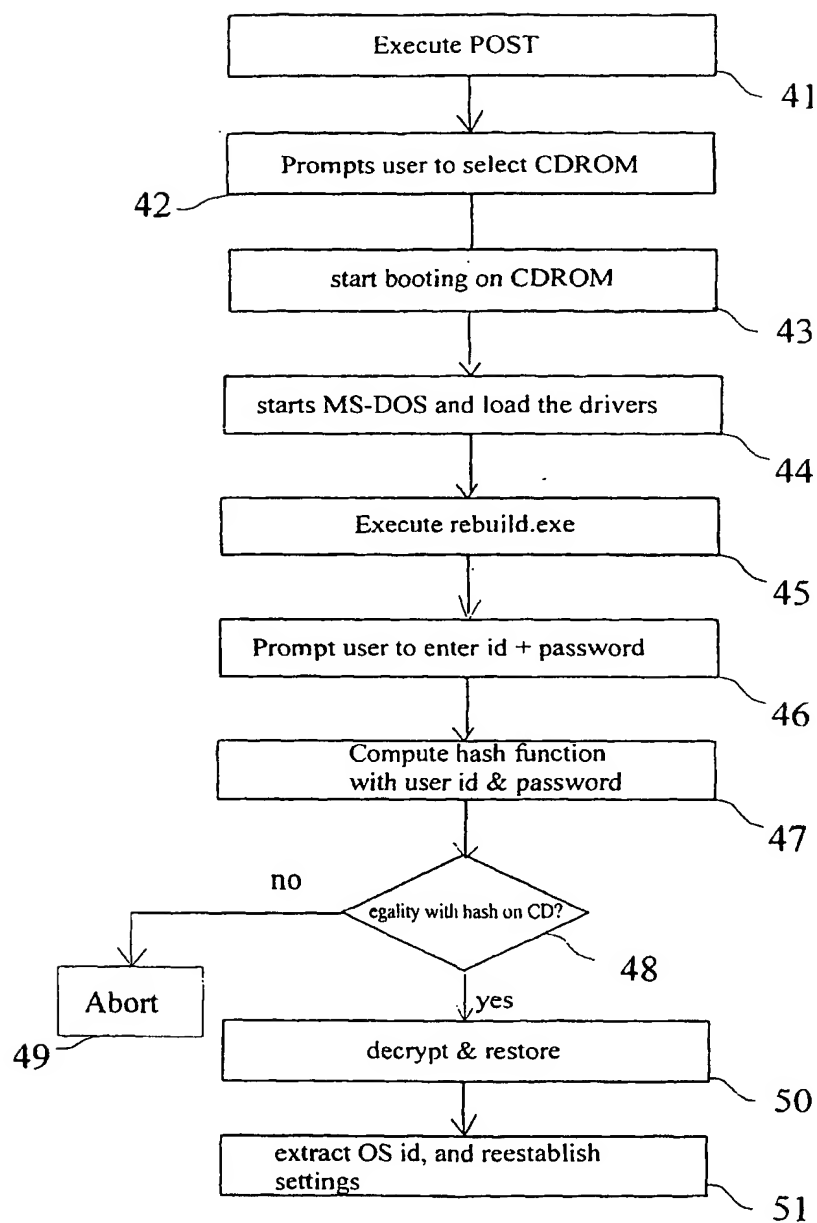 Execute POST
41
Prompts user to select CDROM
42
start booting on CDROM
43
starts MS-DOS and load the drivers
44
Execute rebuild.exe
45
Prompt user to enter id + password
46
Compute hash function
with user id & password
47
no
egality with hash on CD?
48
Abort
49
yes
decrypt & restore
50
extract OS id, and reestablish
settings
51